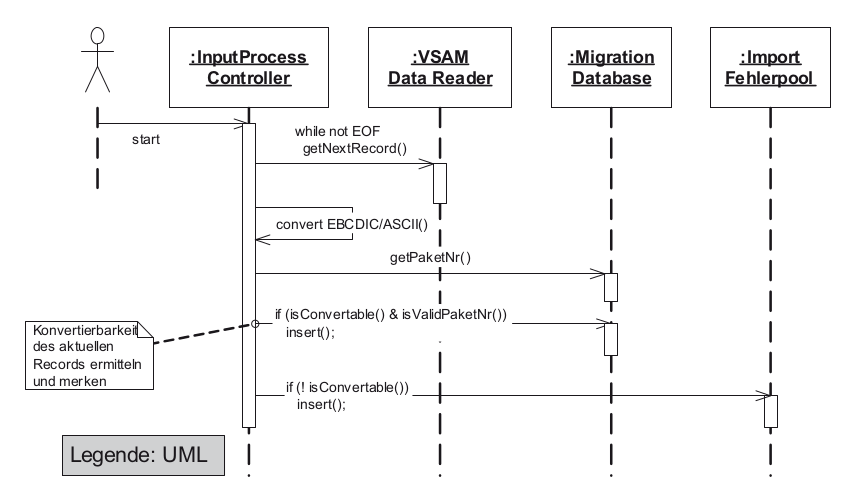 :InputProcess
Controller
:VSAM
Data Reader
:Migration
Database
:Import
Fehlerpool
start
while not EOF
getNextRecord()
convert EBCDIC/ASCII()
getPaketNr()
if (isConvertable() & isValidPaketNr())
insert();
Konvertierbarkeit
des aktuellen
Records ermitteln
und merken
if (! isConvertable())
insert();
Legende: UML